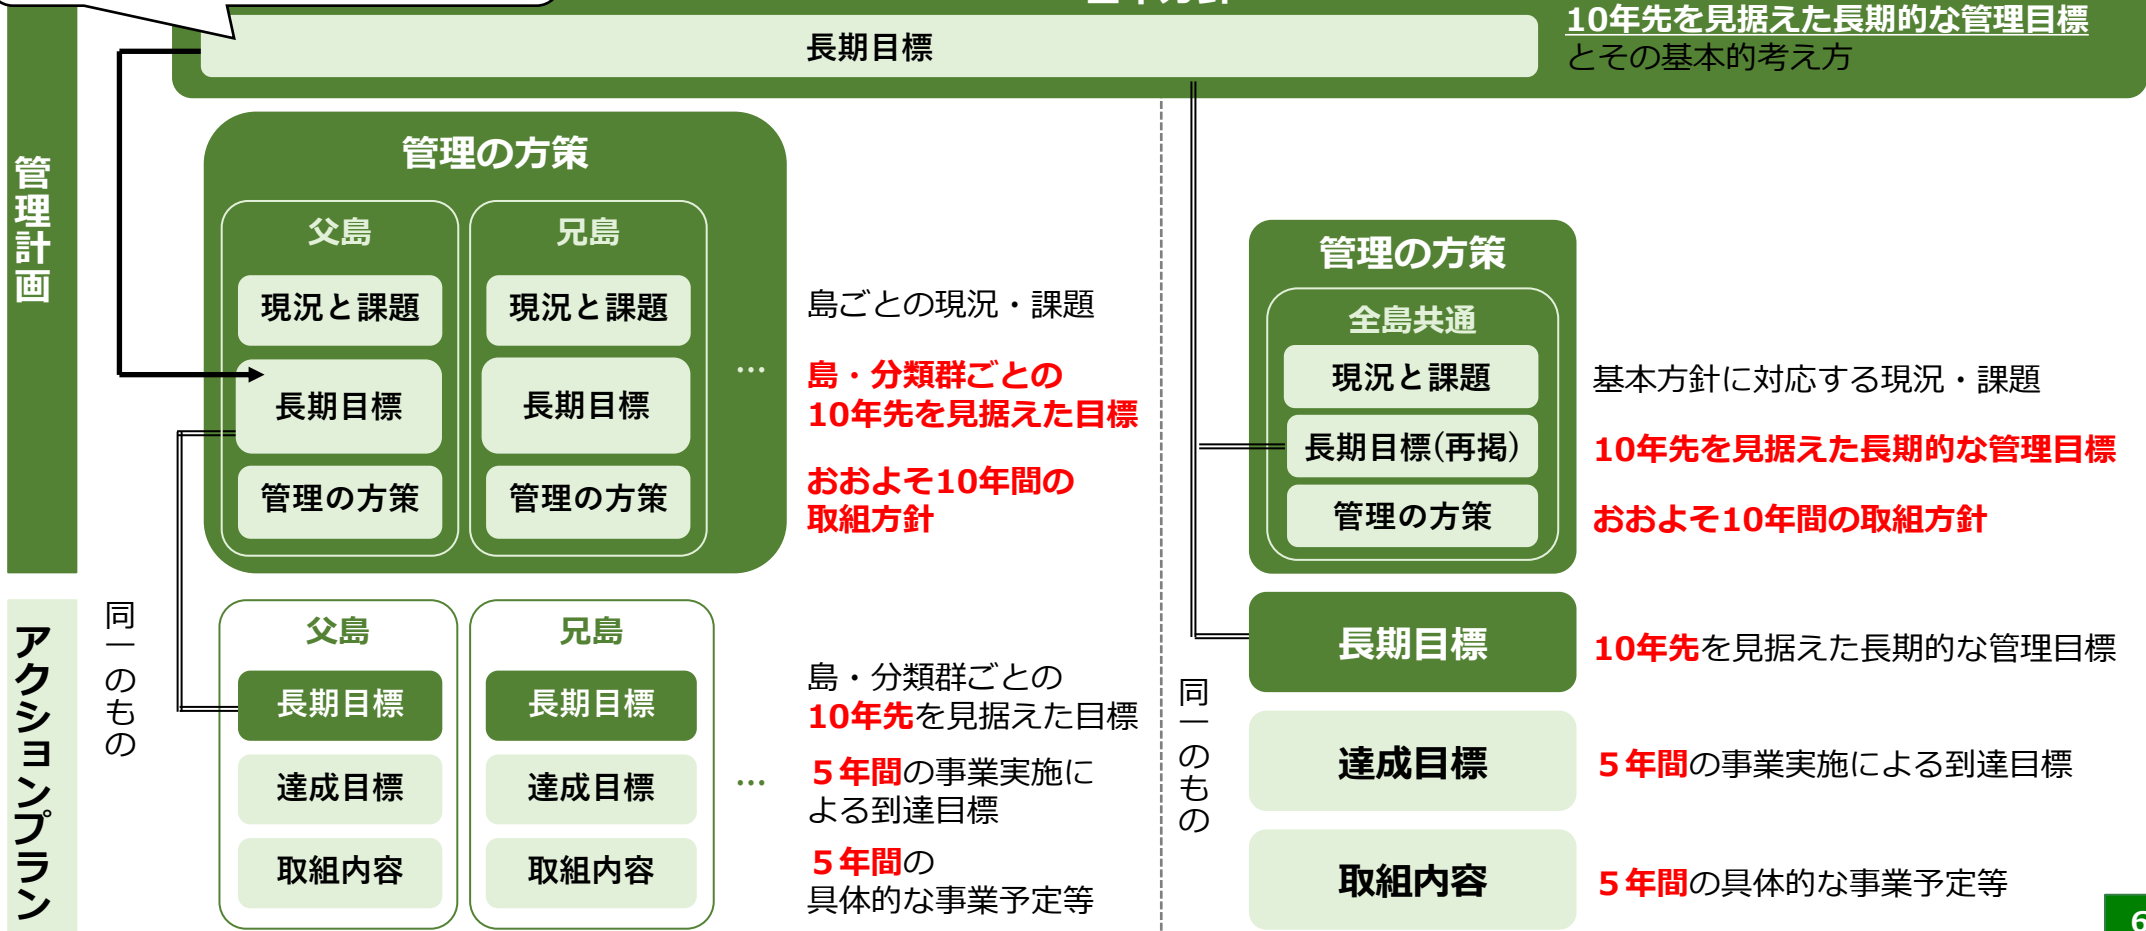 長期目標
10年先を見据えた長期的な管理目標
とその基本的考え方
管理計画
管理の方策
父島
兄島
現況と課題
現況と課題
長期目標
長期目標
管理の方策
管理の方策
…
島ごとの現況・課題
島・分類群ごとの
10年先を見据えた目標
おおよそ10年間の
取組方針
管理の方策
全島共通
現況と課題
長期目標(再掲)
管理の方策
基本方針に対応する現況・課題
10年先を見据えた長期的な管理目標
おおよそ10年間の取組方針
アクションプラン
同一のもの
父島
兄島
長期目標
長期目標
達成目標
達成目標
取組内容
取組内容
…
島・分類群ごとの
10年先を見据えた目標
５年間の事業実施に
よる到達目標
５年間の
具体的な事業予定等
同一のもの
長期目標
達成目標
取組内容
10年先を見据えた長期的な管理目標
５年間の事業実施による到達目標
５年間の具体的な事業予定等
6